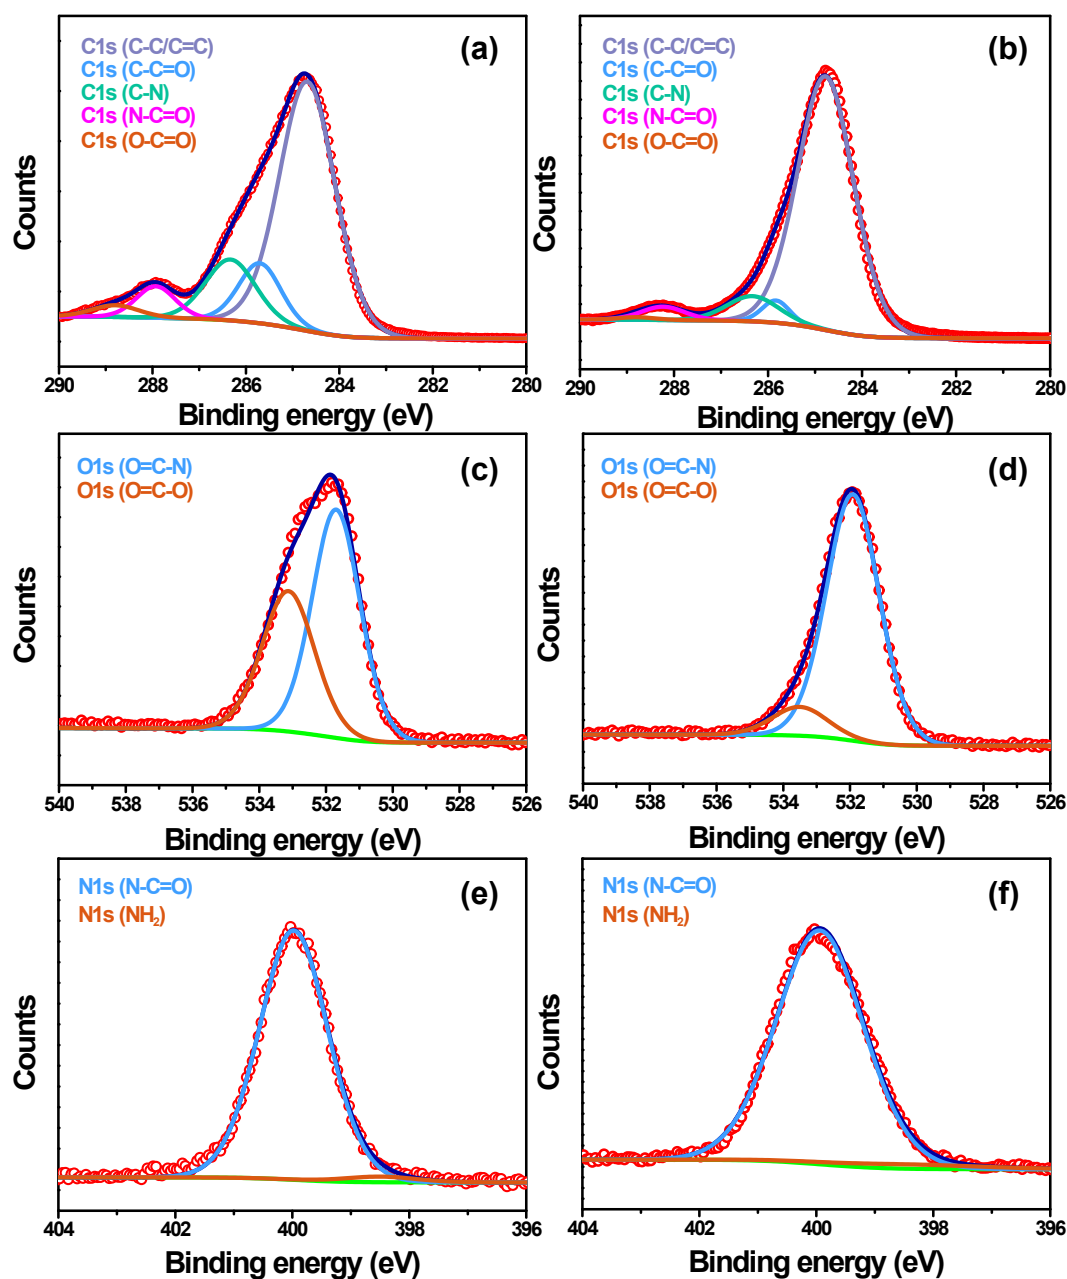 (a)
C1s (C-C/C=C)
C1s (C-C=O)
C1s (C-N)
C1s (N-C=O)
C1s (O-C=O)
Counts
290 288 286 284 282 280
Binding energy (eV)
(b)
C1s (C-C/C=C)
C1s (C-C=O)
C1s (C-N)
C1s (N-C=O)
C1s (O-C=O)
Counts
290 288 286 284 282 280
Binding energy (eV)
(c)
O1s (O=C-N)
O1s (O=C-O)
Counts
540 538 536 534 532 530 528 526
Binding energy (eV)
(d)
O1s (O=C-N)
O1s (O=C-O)
Counts
540 538 536 534 532 530 528 526
Binding energy (eV)
(e)
N1s (N-C=O)
N1s (NH₂)
Counts
404 402 400 398 396
Binding energy (eV)
(f)
N1s (N-C=O)
N1s (NH₂)
Counts
404 402 400 398 396
Binding energy (eV)